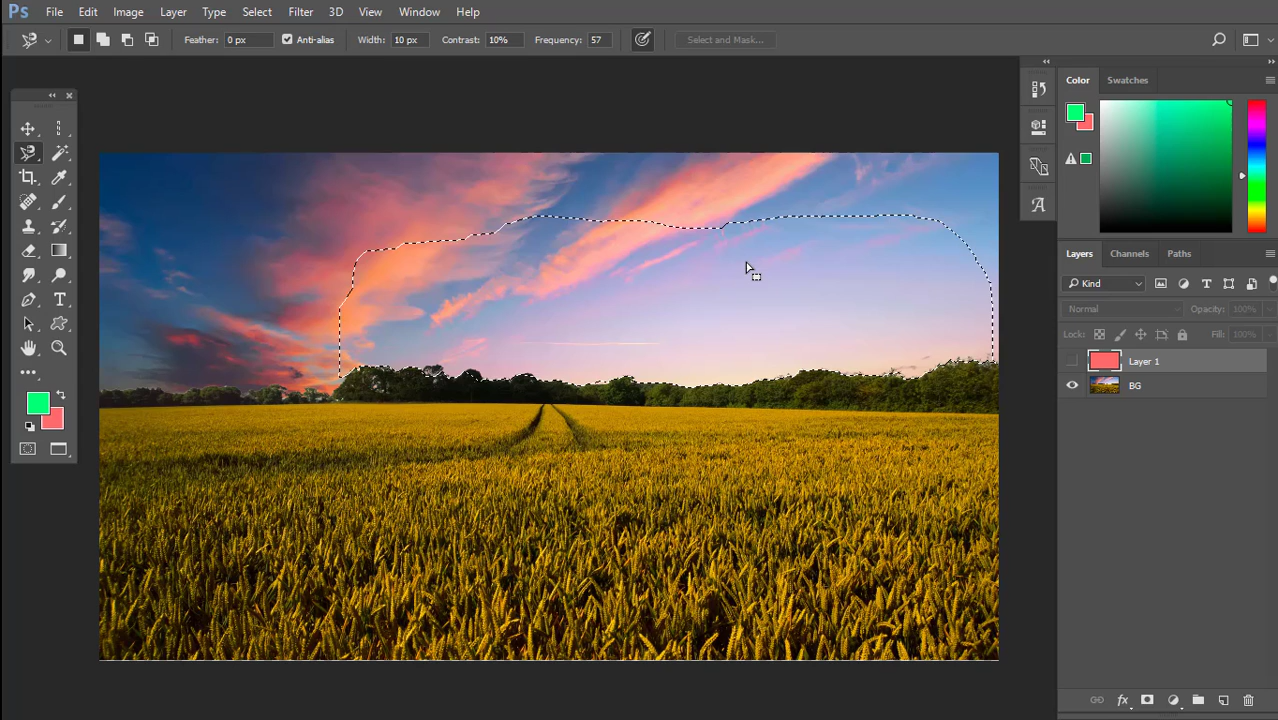 Ps File Edit Image Layer Type Select Filter 3D View Window Help
Feather: 0 px Anti-alias Width: 10 px Contrast: 10% Frequency: 57 Select and Mask...
Color Swatches
Layers Channels Paths
Kind
Normal Opacity: 100%
Lock: Fill: 100%
Layer 1
BG